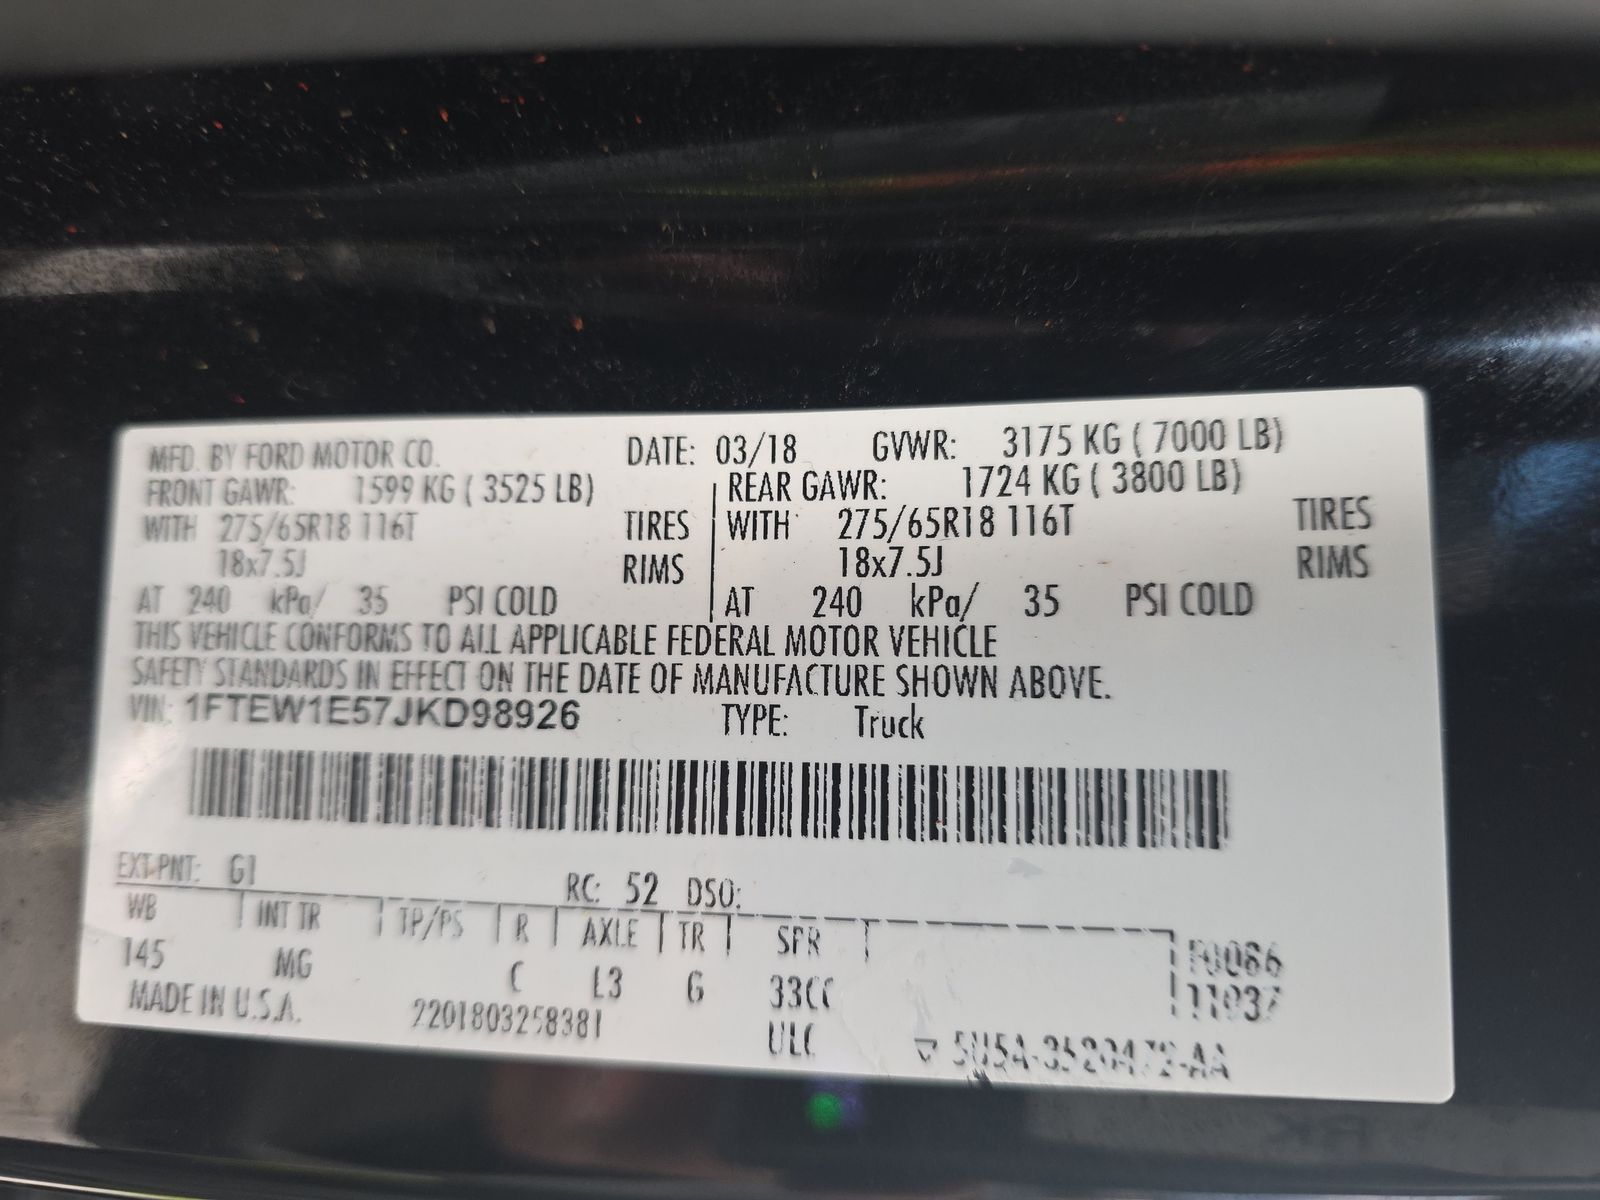 MFD. BY FORD MOTOR CO. DATE: 03/18 GVWR: 3175 KG ( 7000 LB)
FRONT GAWR: 1599 KG ( 3525 LB) REAR GAWR: 1724 KG ( 3800 LB)
WITH 275/65R18 116T TIRES WITH 275/65R18 116T TIRES
18x7.5J RIMS 18x7.5J RIMS
AT 240 kPa/ 35 PSI COLD AT 240 kPa/ 35 PSI COLD
THIS VEHICLE CONFORMS TO ALL APPLICABLE FEDERAL MOTOR VEHICLE
SAFETY STANDARDS IN EFFECT ON THE DATE OF MANUFACTURE SHOWN ABOVE.
VIN: 1FTEW1E57JKD98926 TYPE: Truck
EXT PNT: G1 RC: 52 DSO:
WB INT TR TP/PS R AXLE TR SPR
145 MG C L3 G 33CC
MADE IN U.S.A. 2201803258381 ULC